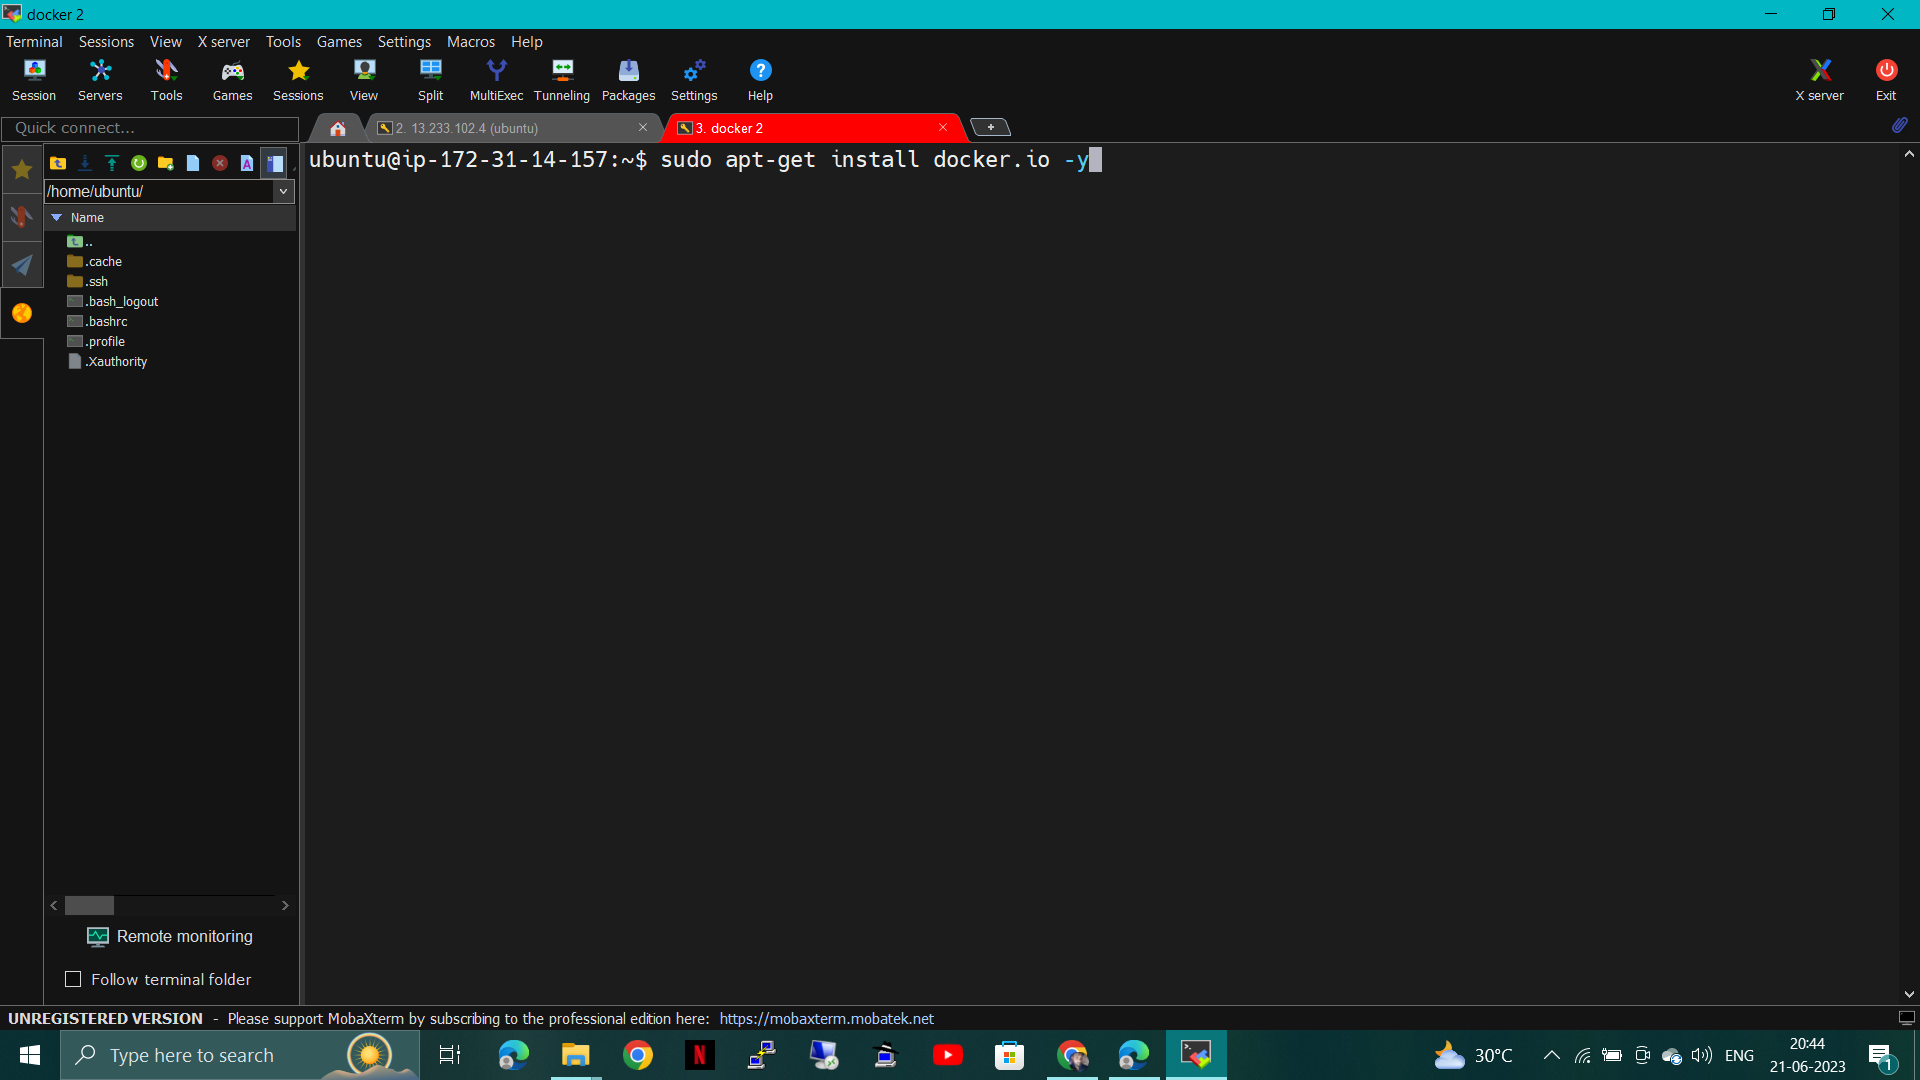 docker 2
Terminal Sessions View X server Tools Games Settings Macros Help
Session Servers Tools Games Sessions View Split MultiExec Tunneling Packages Settings Help X server Exit
Quick connect...
2. 13.233.102.4 (ubuntu)
3. docker 2
/home/ubuntu/
Name
..
.cache
.ssh
.bash_logout
.bashrc
.profile
.Xauthority
ubuntu@ip-172-31-14-157:~$ sudo apt-get install docker.io -y
Remote monitoring
Follow terminal folder
UNREGISTERED VERSION - Please support MobaXterm by subscribing to the professional edition here: https://mobaxterm.mobatek.net
Type here to search
30°C
ENG
20:44
21-06-2023
1